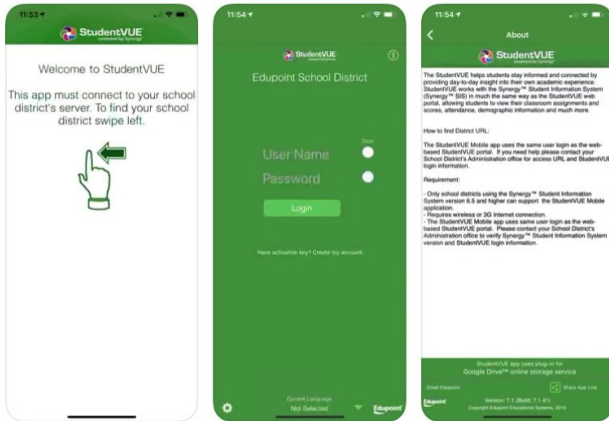 11:53
StudentVUE
powered by Synergy
Welcome to StudentVUE
This app must connect to your school
district's server. To find your school
district swipe left.
11:54
StudentVUE
powered by Synergy
Edupoint School District
Save
User Name
Password
Login
Have activation key? Create my account
Current Language
Not Selected
Edupoint
11:54
About
StudentVUE
powered by Synergy
The StudentVUE helps students stay informed and connected by
providing day-to-day insight into their own academic experience.
StudentVUE works with the Synergy™ Student Information System
(Synergy™ SIS) in much the same way as the StudentVUE web
portal, allowing students to view their classroom assignments and
scores, attendance, demographic information and much more.
How to find District URL:
The StudentVUE Mobile app uses the same user login as the web-
based StudentVUE portal. If you need help please contact your
School District's Administration office for access URL and StudentVUE
login information.
Requirement:
- Only school districts using the Synergy™ Student Information
System version 6.5 and higher can support the StudentVUE Mobile
application.
- Requires wireless or 3G Internet connection.
- The StudentVUE Mobile app uses same user login as the web-
based StudentVUE portal. Please contact your School District's
Administration office to verify Synergy™ Student Information System
version and StudentVUE login information.
StudentVUE app uses plug-in for
Google Drive™ online storage service
Email Edupoint
Share App Link
Edupoint
Version: 7.1 (Build: 7.1.41)
Copyright Edupoint Educational Systems, 2019